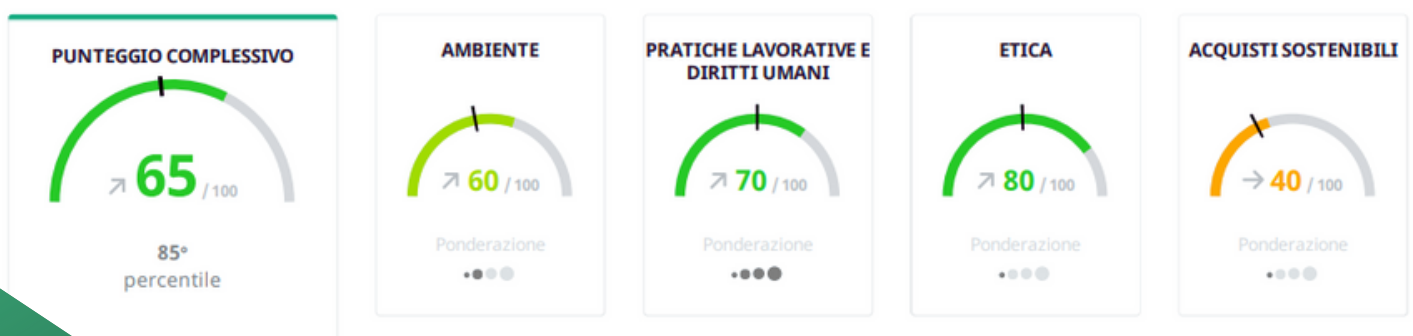 PUNTEGGIO COMPLESSIVO
65 / 100
85°
percentile
AMBIENTE
60 / 100
Ponderazione
PRATICHE LAVORATIVE E
DIRITTI UMANI
70 / 100
Ponderazione
ETICA
80 / 100
Ponderazione
ACQUISTI SOSTENIBILI
40 / 100
Ponderazione